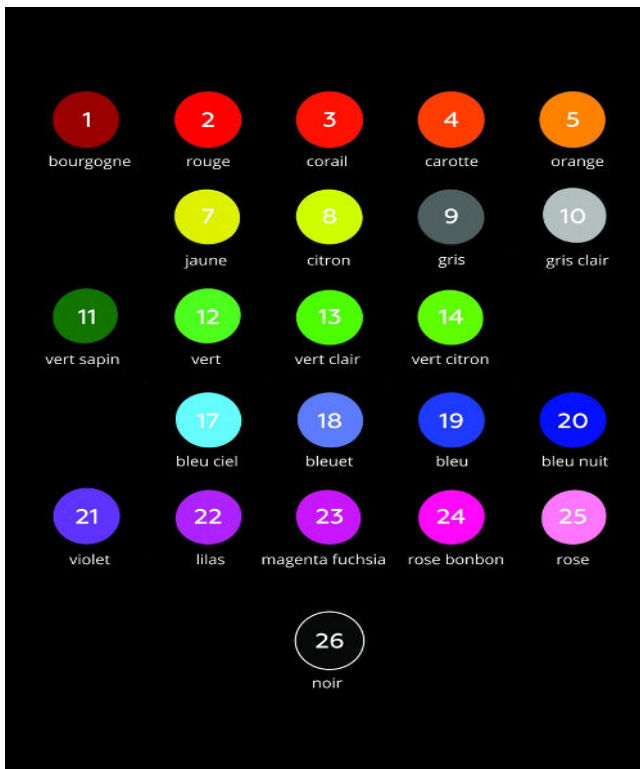 1 2 3 4 5
bourgogne rouge corail carotte orange
7 8 9 10
jaune citron gris gris clair
11 12 13 14
vert sapin vert vert clair vert citron
17 18 19 20
bleu ciel bleuet bleu bleu nuit
21 22 23 24 25
violet lilas magenta fuchsia rose bonbon rose
26
noir